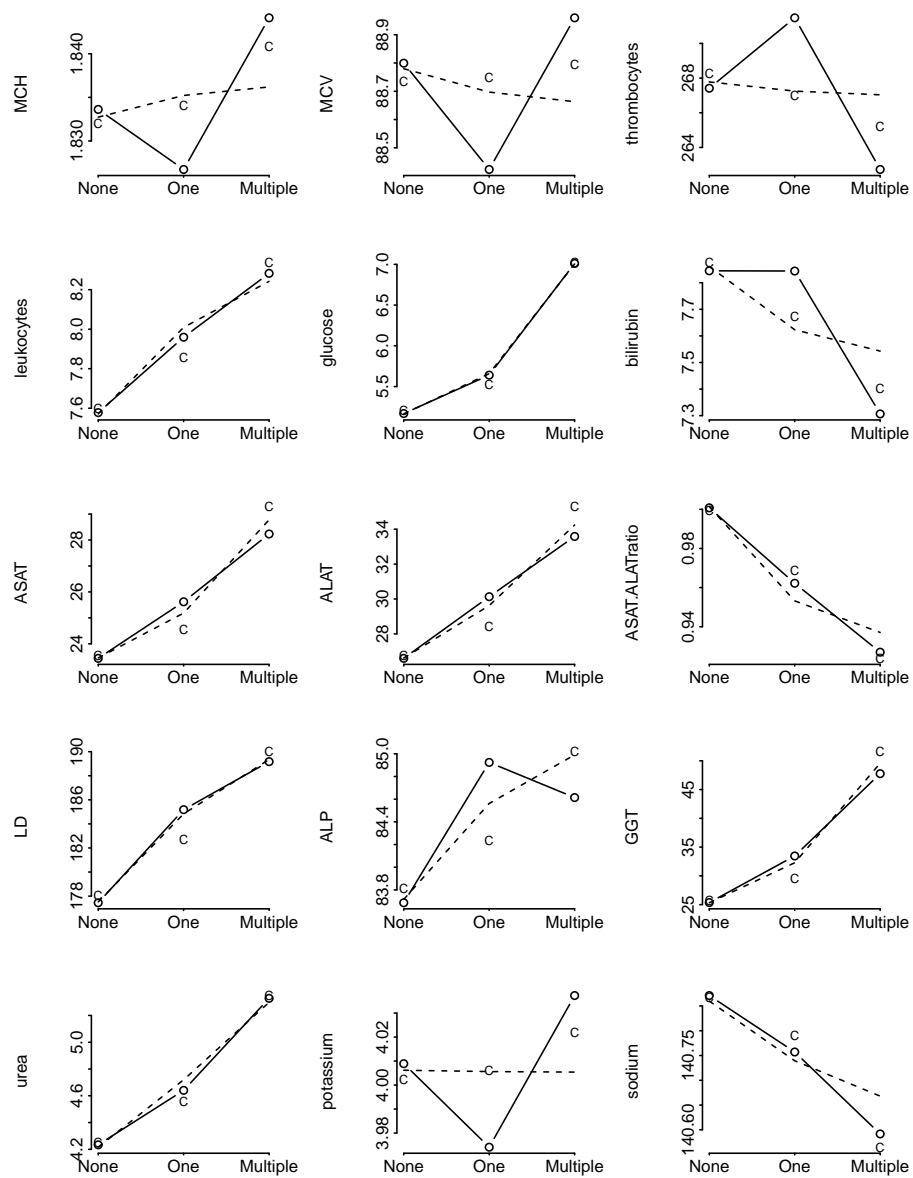 MCH
1.830 1.840
C C C
None One Multiple
MCV
88.5 88.7 88.9
C C C
None One Multiple
thrombocytes
264 268
C C C
None One Multiple
leukocytes
7.6 7.8 8.0 8.2
C C C
None One Multiple
glucose
5.5 6.0 6.5 7.0
C C C
None One Multiple
bilirubin
7.3 7.5 7.7
C C C
None One Multiple
ASAT
24 26 28
C C C
None One Multiple
ALAT
28 30 32 34
C C C
None One Multiple
ASAT.ALATratio
0.94 0.98
C C C
None One Multiple
LD
178 182 186 190
C C C
None One Multiple
ALP
83.8 84.4 85.0
C C C
None One Multiple
GGT
25 35 45
C C C
None One Multiple
urea
4.2 4.6 5.0
C C C
None One Multiple
potassium
3.98 4.00 4.02
C C C
None One Multiple
sodium
140.60 140.75
C C C
None One Multiple